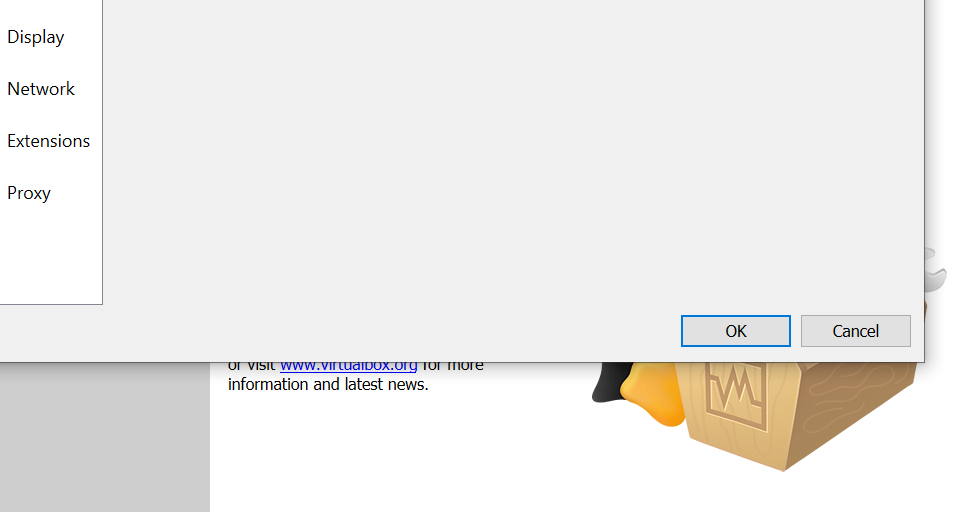 Display
Network
Extensions
Proxy
OK Cancel
or visit www.virtualbox.org for more
information and latest news.